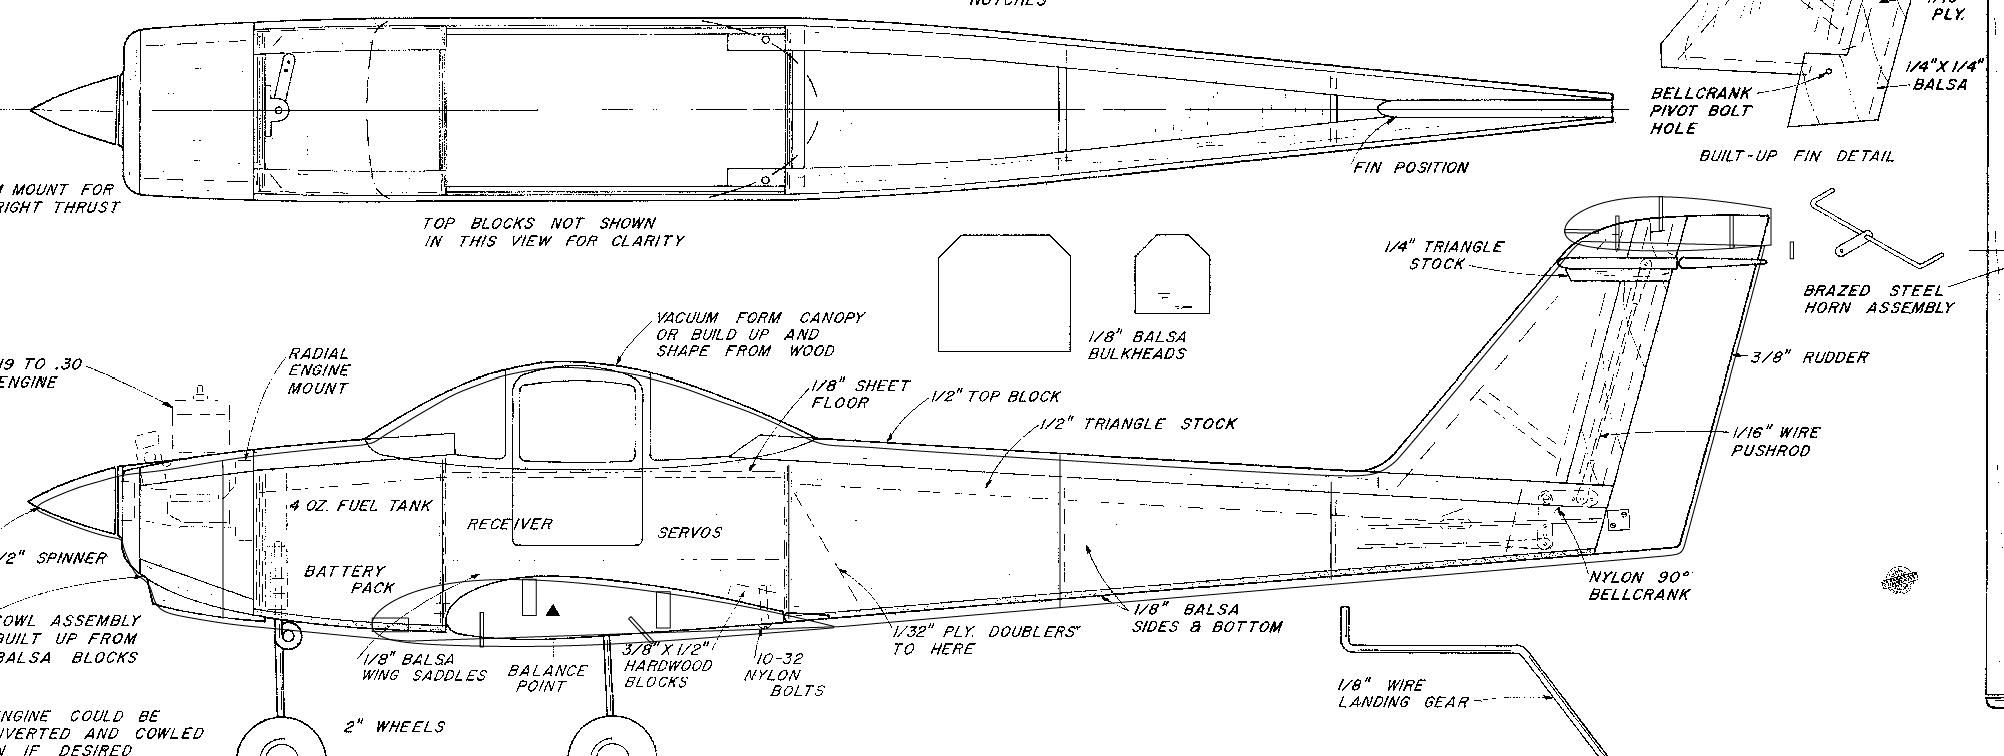 PLY.
1/4" X 1/4"
BALSA
BELLCRANK
PIVOT BOLT
HOLE
BUILT-UP FIN DETAIL
FIN POSITION
MOUNT FOR
RIGHT THRUST
TOP BLOCKS NOT SHOWN
IN THIS VIEW FOR CLARITY
1/4" TRIANGLE
STOCK
BRAZED STEEL
HORN ASSEMBLY
VACUUM FORM CANOPY
OR BUILD UP AND
SHAPE FROM WOOD
1/8" BALSA
BULKHEADS
3/8" RUDDER
19 TO .30
ENGINE
RADIAL
ENGINE
MOUNT
1/8" SHEET
FLOOR
1/2" TOP BLOCK
1/2" TRIANGLE STOCK
1/16" WIRE
PUSHROD
4 OZ. FUEL TANK
RECEIVER
SERVOS
/2" SPINNER
BATTERY
PACK
NYLON 90°
BELLCRANK
COWL ASSEMBLY
BUILT UP FROM
BALSA BLOCKS
1/8" BALSA
WING SADDLES
BALANCE
POINT
3/8" X 1/2"
HARDWOOD
BLOCKS
10-32
NYLON
BOLTS
1/32" PLY. DOUBLERS
TO HERE
1/8" BALSA
SIDES & BOTTOM
1/8" WIRE
LANDING GEAR
ENGINE COULD BE
INVERTED AND COWLED
IF DESIRED
2" WHEELS